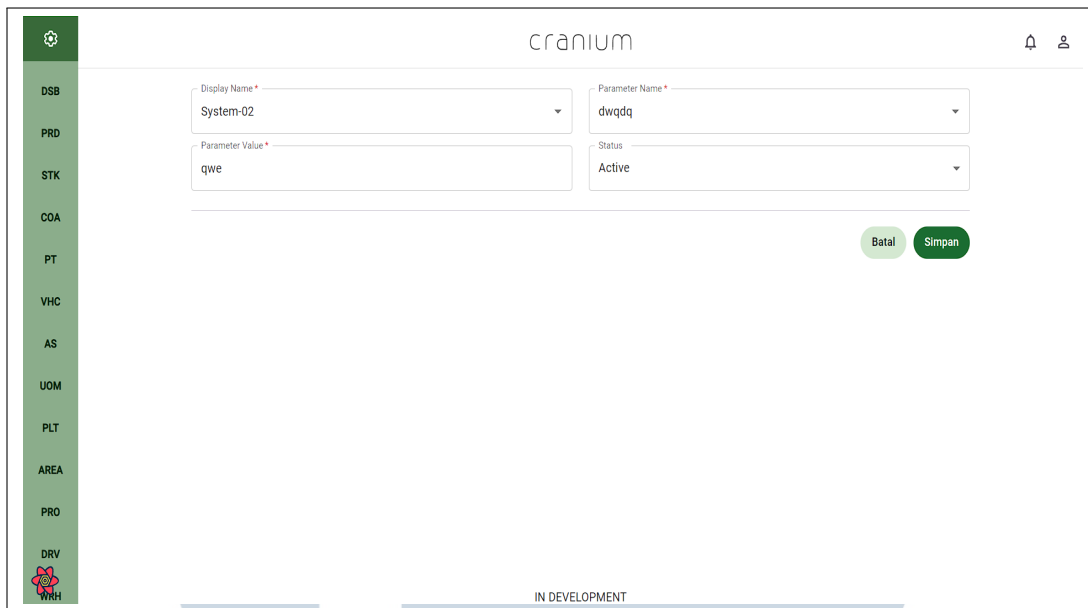 cranium
DSB
PRD
STK
COA
PT
VHC
AS
UOM
PLT
AREA
PRO
DRV
WRH
Display Name *
System-02
Parameter Name *
dwqdq
Parameter Value *
qwe
Status
Active
Batal
Simpan
IN DEVELOPMENT